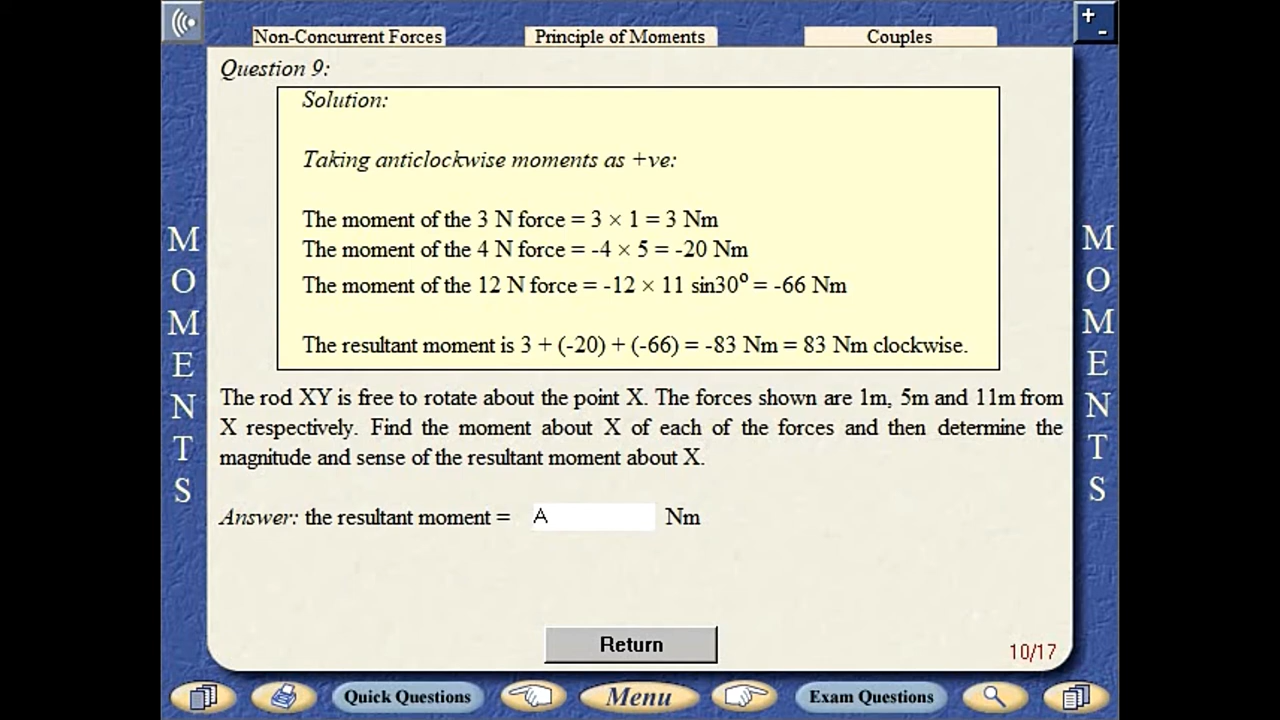 Non-Concurrent Forces
Principle of Moments
Couples
+
-
Question 9:
Solution:
Taking anticlockwise moments as +ve:
The moment of the 3 N force = 3 × 1 = 3 Nm
The moment of the 4 N force = -4 × 5 = -20 Nm
The moment of the 12 N force = -12 × 11 sin30° = -66 Nm
The resultant moment is 3 + (-20) + (-66) = -83 Nm = 83 Nm clockwise.
The rod XY is free to rotate about the point X. The forces shown are 1m, 5m and 11m from
X respectively. Find the moment about X of each of the forces and then determine the
magnitude and sense of the resultant moment about X.
Answer: the resultant moment = A Nm
Return
10/17
MOMENTS
MOMENTS
Quick Questions
Menu
Exam Questions